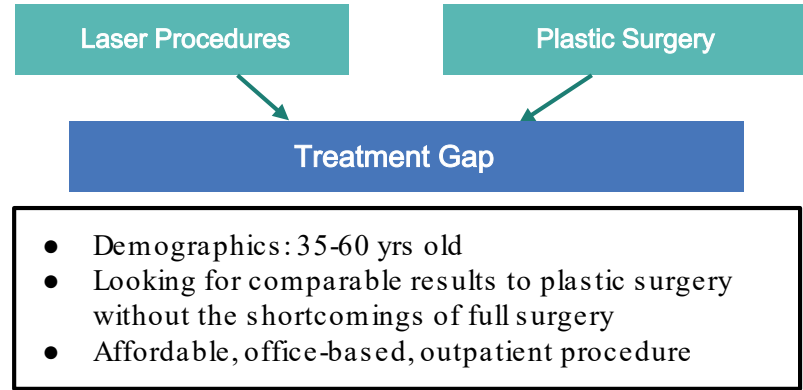 Laser Procedures
Plastic Surgery
Treatment Gap
● Demographics: 35-60 yrs old
● Looking for comparable results to plastic surgery
without the shortcomings of full surgery
● Affordable, office-based, outpatient procedure